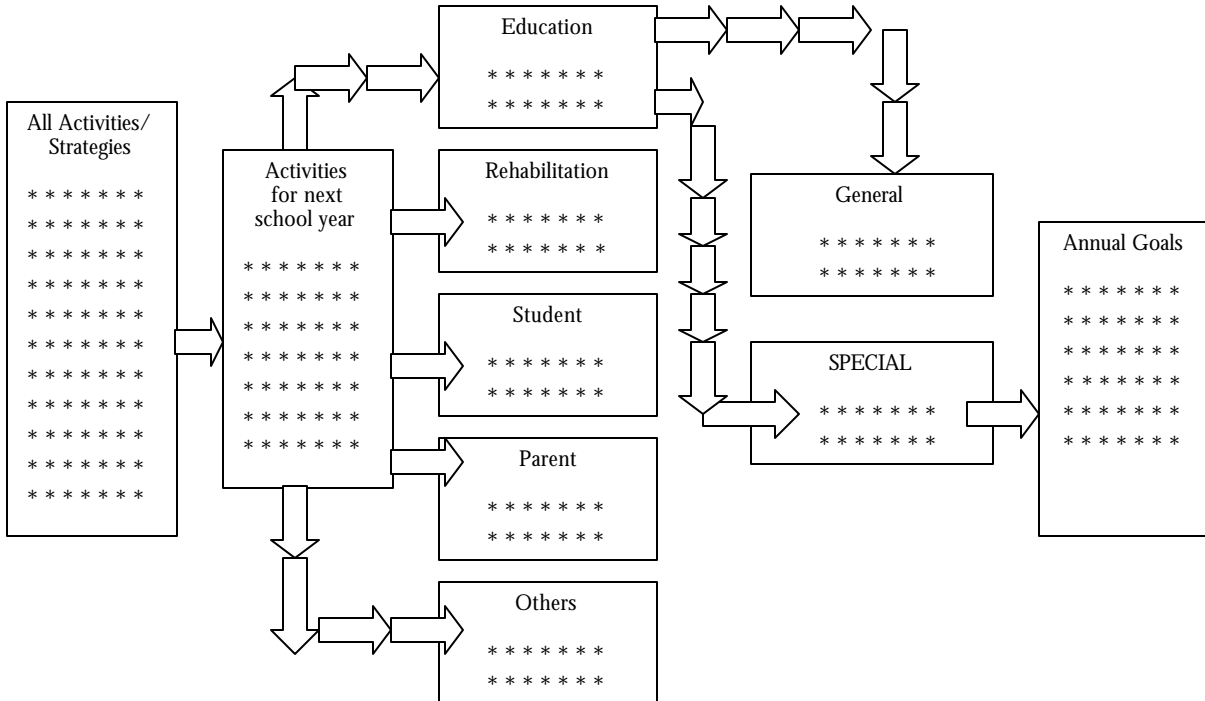 All Activities/
Strategies
* * * * * * *
* * * * * * *
* * * * * * *
* * * * * * *
* * * * * * *
* * * * * * *
* * * * * * *
* * * * * * *
* * * * * * *
* * * * * * *
* * * * * * *
Activities
for next
school year
* * * * * * *
* * * * * * *
* * * * * * *
* * * * * * *
* * * * * * *
* * * * * * *
* * * * * * *
Education
* * * * * * *
* * * * * * *
Rehabilitation
* * * * * * *
* * * * * * *
Student
* * * * * * *
* * * * * * *
Parent
* * * * * * *
* * * * * * *
Others
* * * * * * *
* * * * * * *
General
* * * * * * *
* * * * * * *
SPECIAL
* * * * * * *
* * * * * * *
Annual Goals
* * * * * * *
* * * * * * *
* * * * * * *
* * * * * * *
* * * * * * *
* * * * * * *